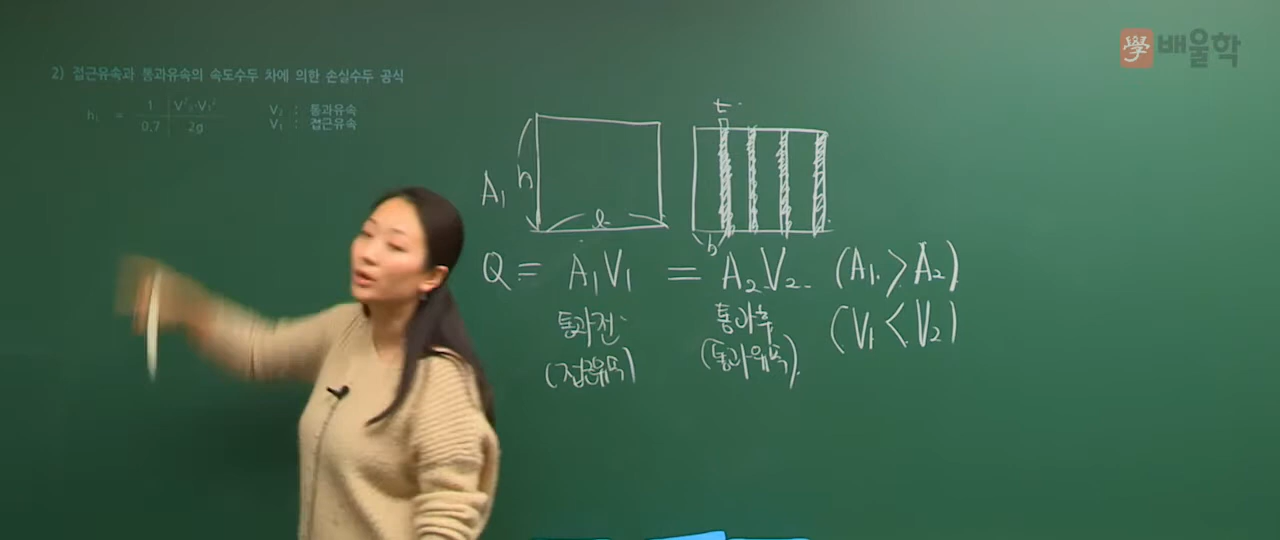 學 배울학
2) 접근유속과 통과유속의 속도수두 차에 의한 손실수두 공식
h_L = 1/0.7 V²₂-V₁²/2g
V₂ : 통과유속
V₁ : 접근유속
t
A₁ h l b
Q = A₁V₁ = A₂V₂ (A₁ > A₂)
통과전 통과후 (V₁ < V₂)
(접근유속) (통과유속)